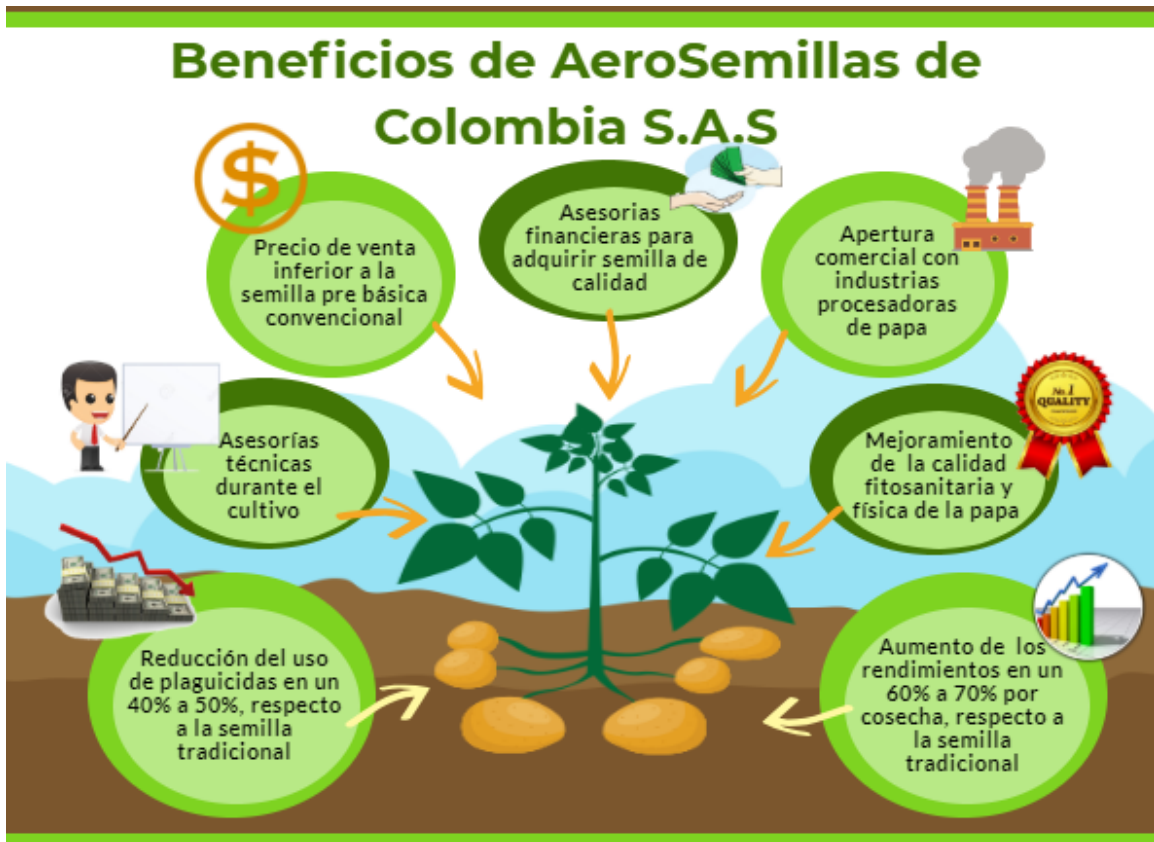 Beneficios de AeroSemillas de
Colombia S.A.S
Precio de venta
inferior a la
semilla pre básica
convencional
Asesorias
financieras para
adquirir semilla de
calidad
Apertura
comercial con
industrias
procesadoras
de papa
Asesorías
técnicas
durante el
cultivo
No.1
QUALITY
Mejoramiento
de la calidad
fitosanitaria y
física de la papa
Reducción del uso
de plaguicidas en un
40% a 50%, respecto
a la semilla
tradicional
Aumento de los
rendimientos en un
60% a 70% por
cosecha, respecto a
la semilla
tradicional